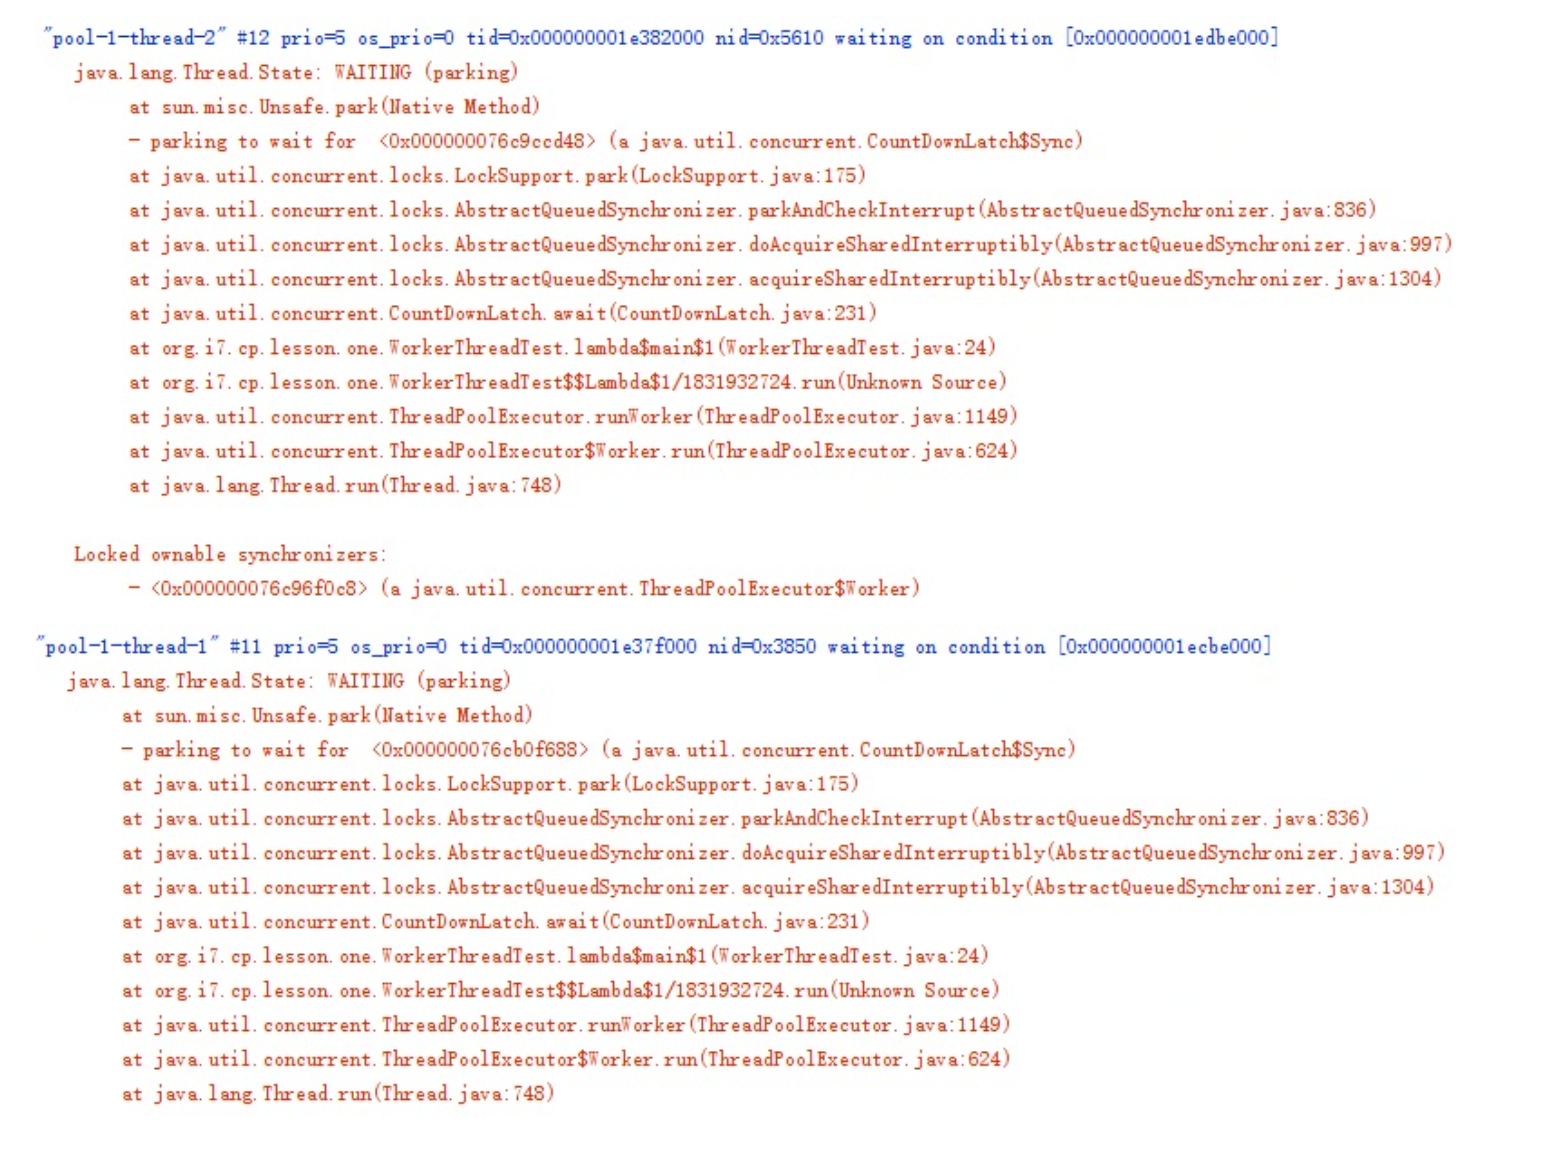 "pool-1-thread-2" #12 prio=5 os_prio=0 tid=0x000000001e382000 nid=0x5610 waiting on condition [0x000000001edbe000]
java.lang.Thread.State: WAITING (parking)
at sun.misc.Unsafe.park(Native Method)
- parking to wait for <0x000000076c9ccd48> (a java.util.concurrent.CountDownLatch$Sync)
at java.util.concurrent.locks.LockSupport.park(LockSupport.java:175)
at java.util.concurrent.locks.AbstractQueuedSynchronizer.parkAndCheckInterrupt(AbstractQueuedSynchronizer.java:836)
at java.util.concurrent.locks.AbstractQueuedSynchronizer.doAcquireSharedInterruptibly(AbstractQueuedSynchronizer.java:997)
at java.util.concurrent.locks.AbstractQueuedSynchronizer.acquireSharedInterruptibly(AbstractQueuedSynchronizer.java:1304)
at java.util.concurrent.CountDownLatch.await(CountDownLatch.java:231)
at org.i7.cp.lesson.one.WorkerThreadTest.lambda$main$1(WorkerThreadTest.java:24)
at org.i7.cp.lesson.one.WorkerThreadTest$$Lambda$1/1831932724.run(Unknown Source)
at java.util.concurrent.ThreadPoolExecutor.runWorker(ThreadPoolExecutor.java:1149)
at java.util.concurrent.ThreadPoolExecutor$Worker.run(ThreadPoolExecutor.java:624)
at java.lang.Thread.run(Thread.java:748)
Locked ownable synchronizers:
- <0x000000076c96f0c8> (a java.util.concurrent.ThreadPoolExecutor$Worker)
"pool-1-thread-1" #11 prio=5 os_prio=0 tid=0x000000001e37f000 nid=0x3850 waiting on condition [0x000000001ecbe000]
java.lang.Thread.State: WAITING (parking)
at sun.misc.Unsafe.park(Native Method)
- parking to wait for <0x000000076cb0f688> (a java.util.concurrent.CountDownLatch$Sync)
at java.util.concurrent.locks.LockSupport.park(LockSupport.java:175)
at java.util.concurrent.locks.AbstractQueuedSynchronizer.parkAndCheckInterrupt(AbstractQueuedSynchronizer.java:836)
at java.util.concurrent.locks.AbstractQueuedSynchronizer.doAcquireSharedInterruptibly(AbstractQueuedSynchronizer.java:997)
at java.util.concurrent.locks.AbstractQueuedSynchronizer.acquireSharedInterruptibly(AbstractQueuedSynchronizer.java:1304)
at java.util.concurrent.CountDownLatch.await(CountDownLatch.java:231)
at org.i7.cp.lesson.one.WorkerThreadTest.lambda$main$1(WorkerThreadTest.java:24)
at org.i7.cp.lesson.one.WorkerThreadTest$$Lambda$1/1831932724.run(Unknown Source)
at java.util.concurrent.ThreadPoolExecutor.runWorker(ThreadPoolExecutor.java:1149)
at java.util.concurrent.ThreadPoolExecutor$Worker.run(ThreadPoolExecutor.java:624)
at java.lang.Thread.run(Thread.java:748)